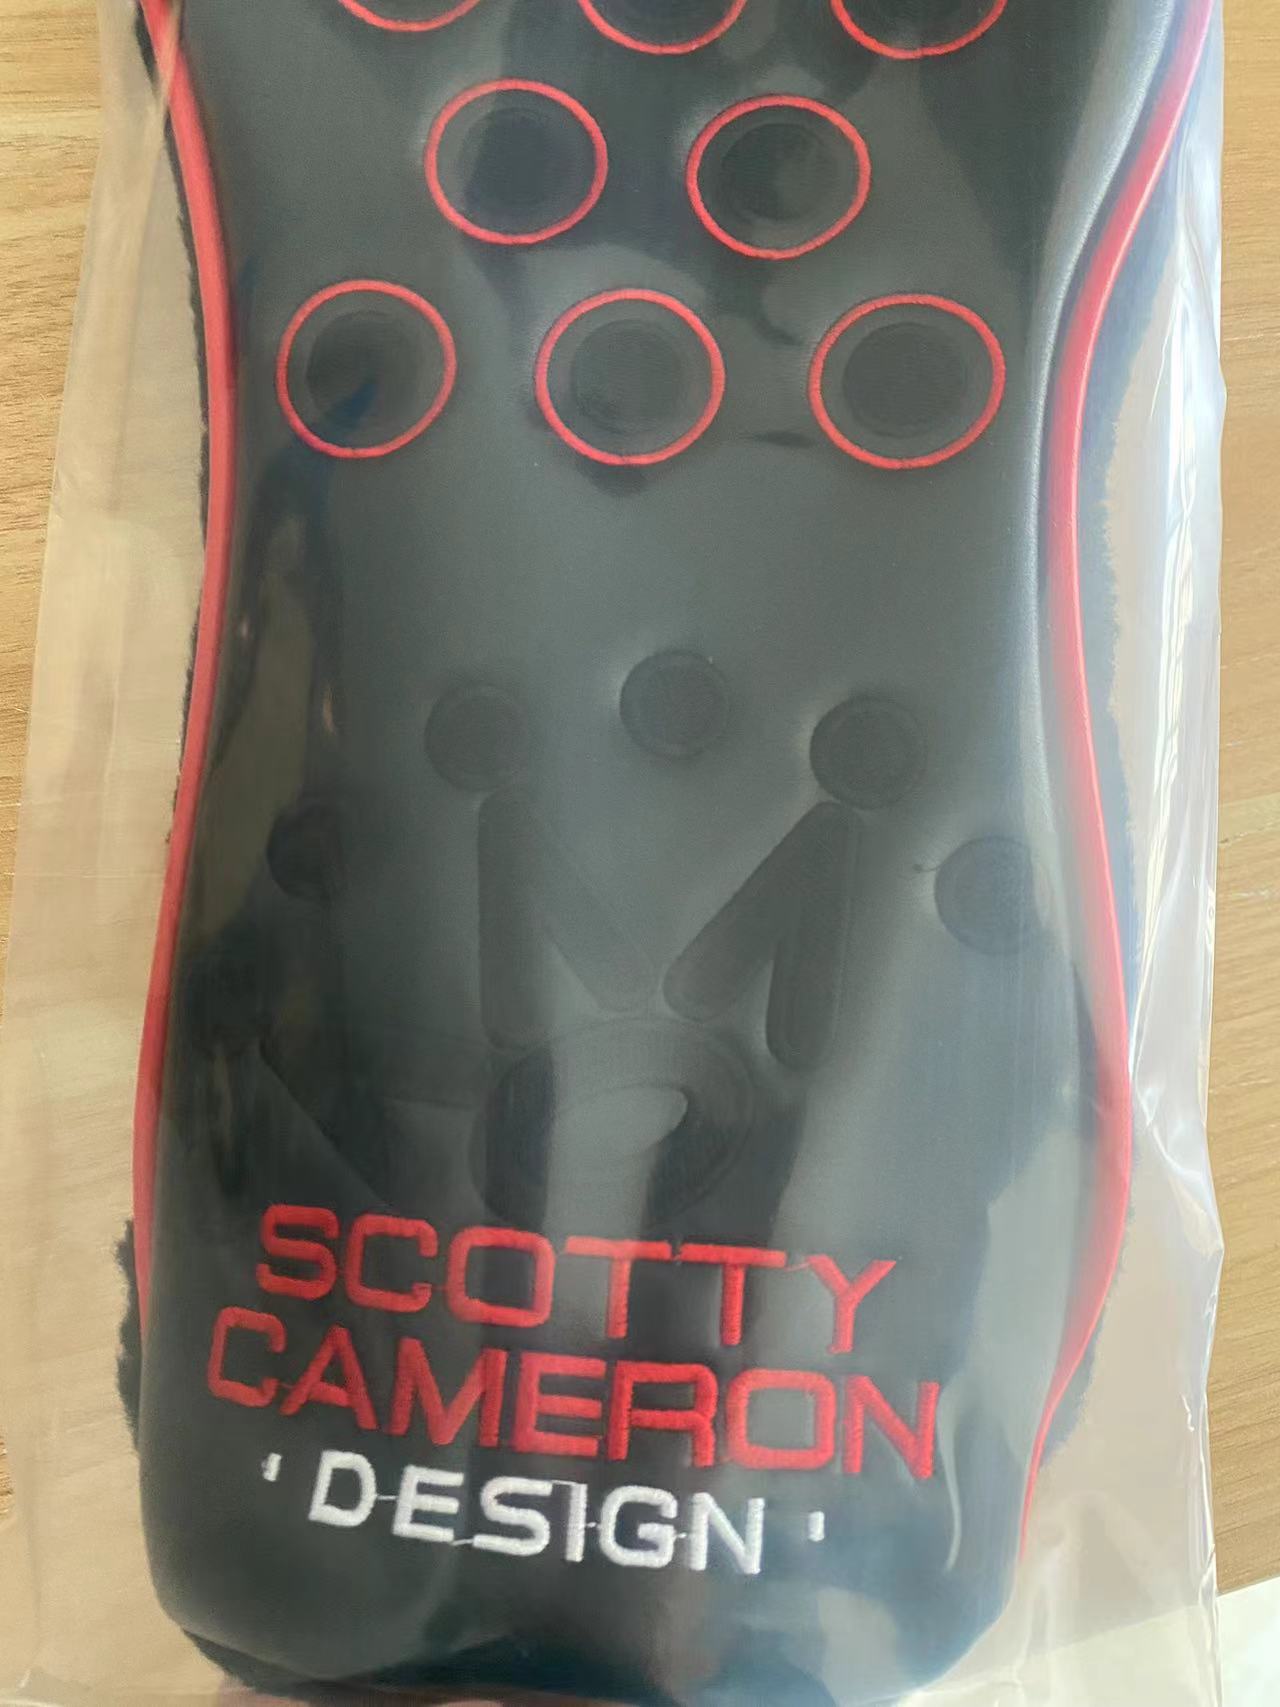 SCOTTY
CAMERON
' DESIGN '